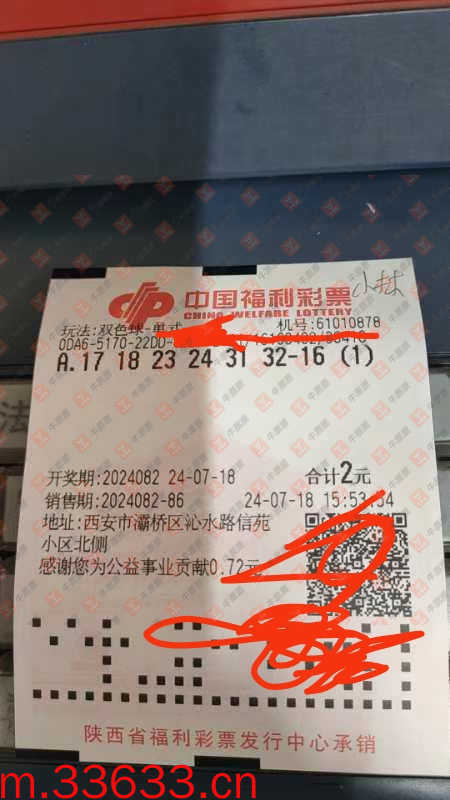 中国福利彩票
CHINA WELFARE LOTTERY
小林
玩法:双色球-单式
机号:61010878
0DA6-5170-22DD-
A.17 18 23 24 31 32-16 (1)
开奖期:2024082 24-07-18
合计2元
销售期:2024082-86
24-07-18 15:53:54
地址:西安市灞桥区沁水路信苑
小区北侧
感谢您为公益事业贡献0.72元
陕西省福利彩票发行中心承销
m.33633.cn